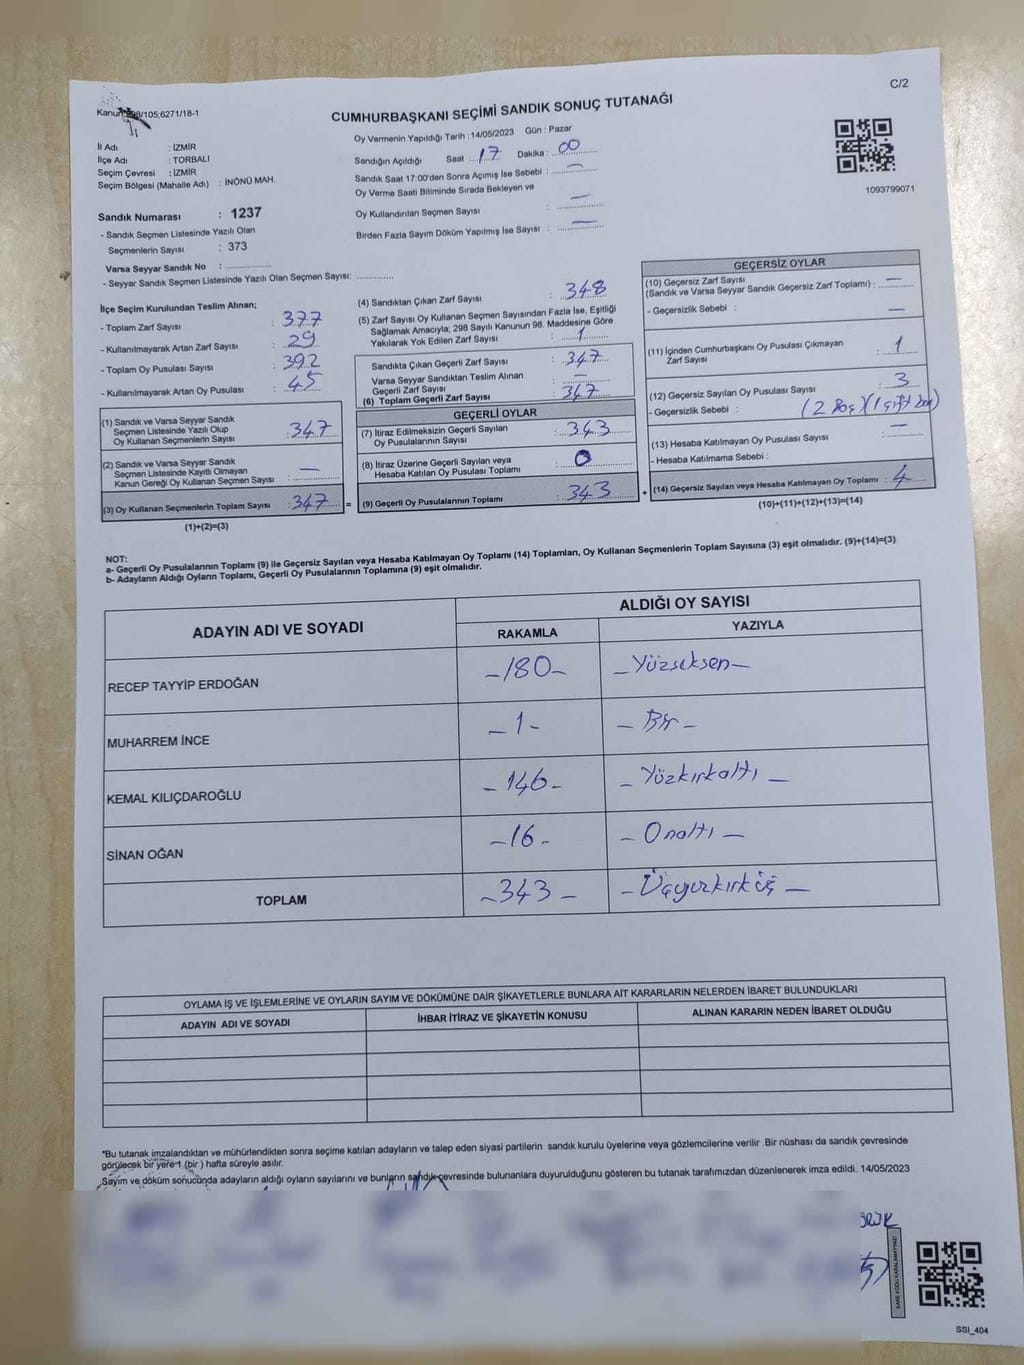 C/2
Kanun:298/105;6271/18-1
CUMHURBAŞKANI SEÇİMİ SANDIK SONUÇ TUTANAĞI
Oy Vermenin Yapıldığı Tarih :14/05/2023 Gün : Pazar
İl Adı : İZMİR
İlçe Adı : TORBALI
Seçim Çevresi : İZMİR
Seçim Bölgesi (Mahalle Adı) : İNÖNÜ MAH.
Sandığın Açıldığı Saat 17 Dakika : 00
Sandık Saat 17:00'den Sonra Açımış İse Sebebi : —
Oy Verme Saati Bitiminde Sırada Bekleyen ve
Oy Kullandırılan Seçmen Sayısı : —
Birden Fazla Sayım Döküm Yapılmış İse Sayısı : —
1093799071
Sandık Numarası : 1237
- Sandık Seçmen Listesinde Yazılı Olan
Seçmenlerin Sayısı : 373
Varsa Seyyar Sandık No :
- Seyyar Sandık Seçmen Listesinde Yazılı Olan Seçmen Sayısı:
İlçe Seçim Kurulundan Teslim Alınan;
- Toplam Zarf Sayısı : 377
- Kullanılmayarak Artan Zarf Sayısı : 29
- Toplam Oy Pusulası Sayısı : 392
- Kullanılmayarak Artan Oy Pusulası : 45
(1) Sandık ve Varsa Seyyar Sandık
Seçmen Listesinde Yazılı Olup
Oy Kullanan Seçmenlerin Sayısı : 347
(2) Sandık ve Varsa Seyyar Sandık
Seçmen Listesinde Kayıtlı Olmayan
Kanun Gereği Oy Kullanan Seçmen Sayısı : —
(3) Oy Kullanan Seçmenlerin Toplam Sayısı : 347 =
(1)+(2)=(3)
(4) Sandıktan Çıkan Zarf Sayısı : 348
(5) Zarf Sayısı Oy Kullanan Seçmen Sayısından Fazla İse, Eşitliği
Sağlamak Amacıyla; 298 Sayılı Kanunun 98. Maddesine Göre
Yakılarak Yok Edilen Zarf Sayısı : 1
Sandıkta Çıkan Geçerli Zarf Sayısı : 347
Varsa Seyyar Sandıktan Teslim Alınan
Geçerli Zarf Sayısı : —
(6) Toplam Geçerli Zarf Sayısı : 347
GEÇERLİ OYLAR
(7) İtiraz Edilmeksizin Geçerli Sayılan
Oy Pusulalarının Sayısı : 343
(8) İtiraz Üzerine Geçerli Sayılan veya
Hesaba Katılan Oy Pusulası Toplamı : 0
(9) Geçerli Oy Pusulalarının Toplamı : 343 +
GEÇERSİZ OYLAR
(10) Geçersiz Zarf Sayısı
(Sandık ve Varsa Seyyar Sandık Geçersiz Zarf Toplamı) : —
- Geçersizlik Sebebi : —
(11) İçinden Cumhurbaşkanı Oy Pusulası Çıkmayan
Zarf Sayısı : 1
(12) Geçersiz Sayılan Oy Pusulası Sayısı : 3
- Geçersizlik Sebebi : (2 Boş)
(13) Hesaba Katılmayan Oy Pusulası Sayısı : —
- Hesaba Katılmama Sebebi :
(14) Geçersiz Sayılan veya Hesaba Katılmayan Oy Toplamı : 4
(10)+(11)+(12)+(13)=(14)
NOT:
a- Geçerli Oy Pusulalarının Toplamı (9) ile Geçersiz Sayılan veya Hesaba Katılmayan Oy Toplamı (14) Toplamları, Oy Kullanan Seçmenlerin Toplam Sayısına (3) eşit olmalıdır. (9)+(14)=(3)
b- Adayların Aldığı Oyların Toplamı, Geçerli Oy Pusulalarının Toplamına (9) eşit olmalıdır.
ADAYIN ADI VE SOYADI
ALDIĞI OY SAYISI
RAKAMLA YAZIYLA
RECEP TAYYİP ERDOĞAN -180- -Yüzseksen-
MUHARREM İNCE -1- -Bir-
KEMAL KILIÇDAROĞLU -146- -Yüzkırkaltı-
SİNAN OĞAN -16- -Onaltı-
TOPLAM -343- -Üçyüzkırküç-
OYLAMA İŞ VE İŞLEMLERİNE VE OYLARIN SAYIM VE DÖKÜMÜNE DAİR ŞİKAYETLERLE BUNLARA AİT KARARLARIN NELERDEN İBARET BULUNDUKLARI
ADAYIN ADI VE SOYADI İHBAR İTİRAZ VE ŞİKAYETİN KONUSU ALINAN KARARIN NEDEN İBARET OLDUĞU
*Bu tutanak imzalandıktan ve mühürlendikten sonra seçime katılan adayların ve talep eden siyasi partilerin sandık kurulu üyelerine veya gözlemcilerine verilir .Bir nüshası da sandık çevresinde
görülecek bir yere 1 (bir ) hafta süreyle asılır.
Sayım ve döküm sonucunda adayların aldığı oyların sayılarını ve bunların sandık çevresinde bulunanlara duyurulduğunu gösteren bu tutanak tarafımızdan düzenlenerek imza edildi. 14/05/2023
KARE KODU KARALAMAYINIZ!
SSI_404